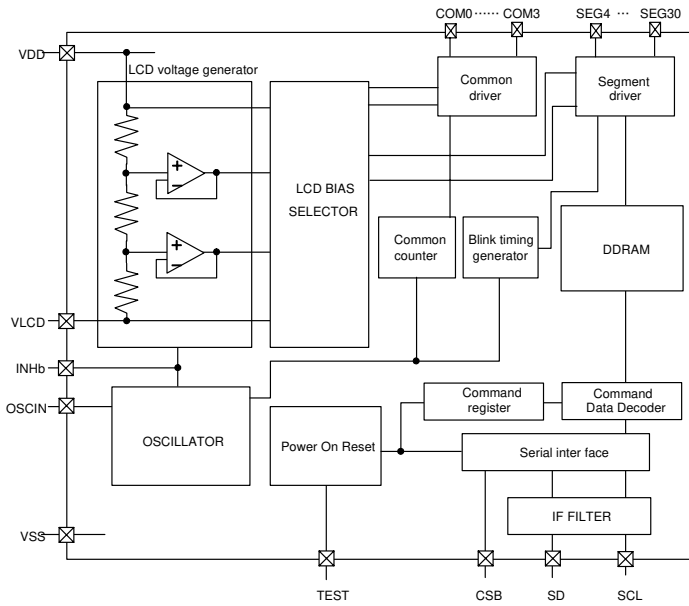 COM0 ······ COM3
SEG4 ··· SEG30
VDD
LCD voltage generator
Common
driver
Segment
driver
+
−
LCD BIAS
SELECTOR
+
−
Common
counter
Blink timing
generator
DDRAM
VLCD
INHb
OSCIN
OSCILLATOR
Power On Reset
Command
register
Command
Data Decoder
Serial inter face
IF FILTER
VSS
TEST
CSB
SD
SCL